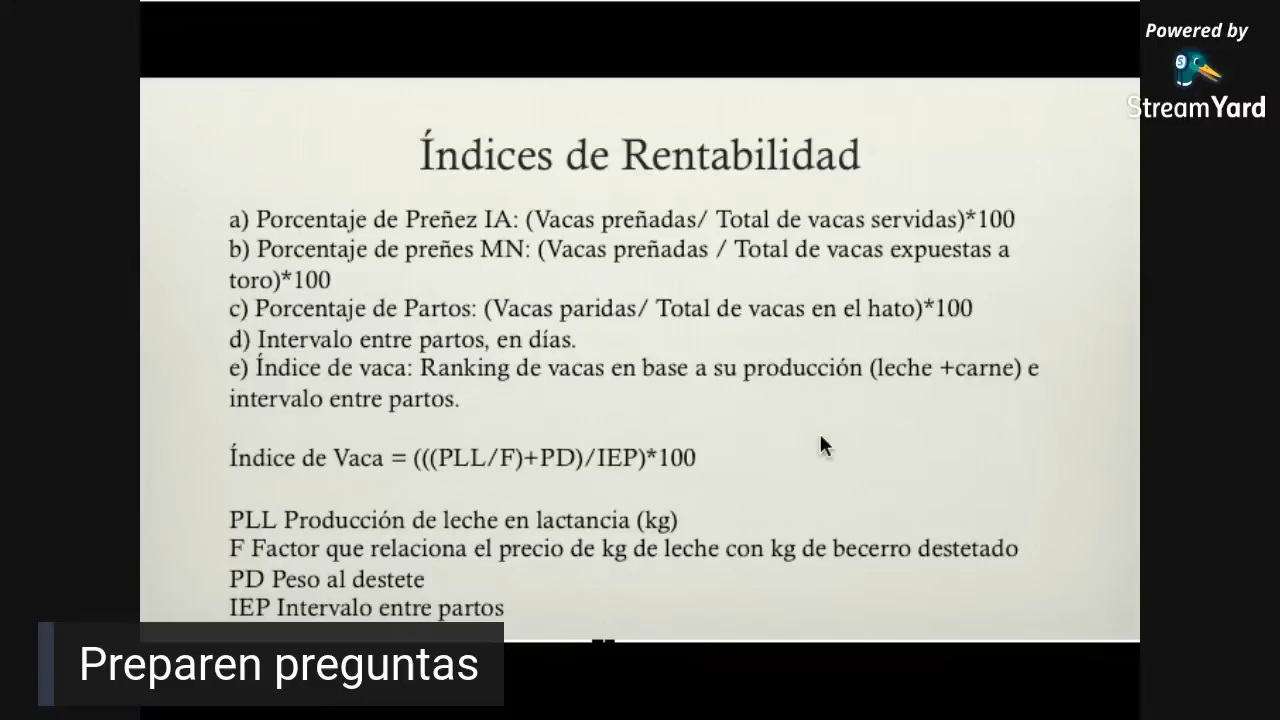 Powered by
StreamYard
Índices de Rentabilidad
a) Porcentaje de Preñez IA: (Vacas preñadas/ Total de vacas servidas)*100
b) Porcentaje de preñes MN: (Vacas preñadas / Total de vacas expuestas a
toro)*100
c) Porcentaje de Partos: (Vacas paridas/ Total de vacas en el hato)*100
d) Intervalo entre partos, en días.
e) Índice de vaca: Ranking de vacas en base a su producción (leche +carne) e
intervalo entre partos.
Índice de Vaca = (((PLL/F)+PD)/IEP)*100
PLL Producción de leche en lactancia (kg)
F Factor que relaciona el precio de kg de leche con kg de becerro destetado
PD Peso al destete
IEP Intervalo entre partos
Preparen preguntas